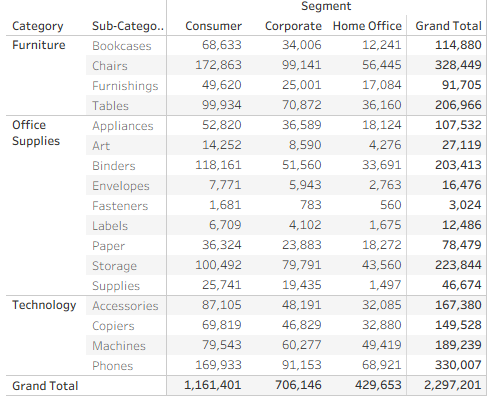 Segment
Category Sub-Catego.. Consumer Corporate Home Office Grand Total
Furniture Bookcases 68,633 34,006 12,241 114,880
Chairs 172,863 99,141 56,445 328,449
Furnishings 49,620 25,001 17,084 91,705
Tables 99,934 70,872 36,160 206,966
Office Supplies Appliances 52,820 36,589 18,124 107,532
Art 14,252 8,590 4,276 27,119
Binders 118,161 51,560 33,691 203,413
Envelopes 7,771 5,943 2,763 16,476
Fasteners 1,681 783 560 3,024
Labels 6,709 4,102 1,675 12,486
Paper 36,324 23,883 18,272 78,479
Storage 100,492 79,791 43,560 223,844
Supplies 25,741 19,435 1,497 46,674
Technology Accessories 87,105 48,191 32,085 167,380
Copiers 69,819 46,829 32,880 149,528
Machines 79,543 60,277 49,419 189,239
Phones 169,933 91,153 68,921 330,007
Grand Total 1,161,401 706,146 429,653 2,297,201